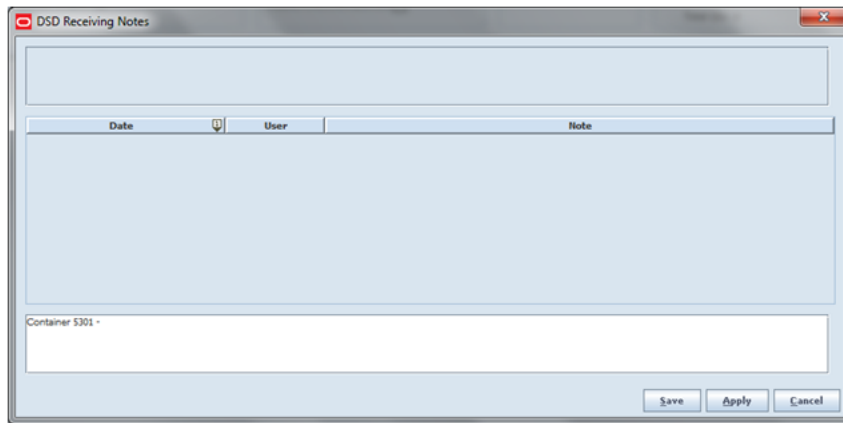 DSD Receiving Notes
Date User Note
Container 5301 -
Save Apply Cancel